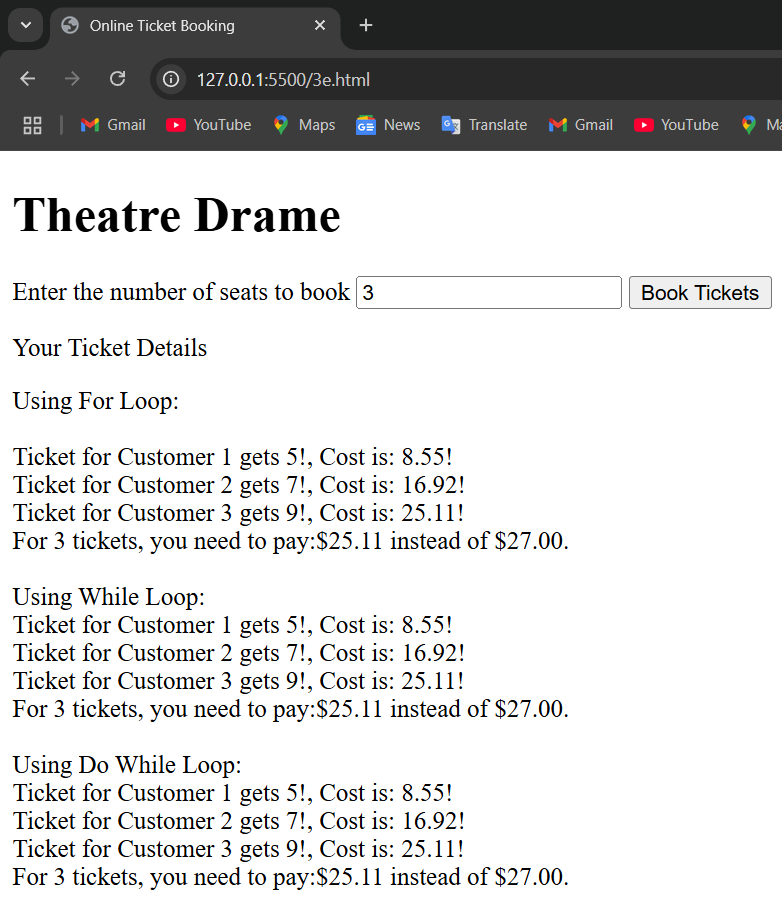 Online Ticket Booking
127.0.0.1:5500/3e.html
Gmail YouTube Maps News Translate Gmail YouTube Ma
Theatre Drame
Enter the number of seats to book 3 Book Tickets
Your Ticket Details
Using For Loop:
Ticket for Customer 1 gets 5!, Cost is: 8.55!
Ticket for Customer 2 gets 7!, Cost is: 16.92!
Ticket for Customer 3 gets 9!, Cost is: 25.11!
For 3 tickets, you need to pay:$25.11 instead of $27.00.
Using While Loop:
Ticket for Customer 1 gets 5!, Cost is: 8.55!
Ticket for Customer 2 gets 7!, Cost is: 16.92!
Ticket for Customer 3 gets 9!, Cost is: 25.11!
For 3 tickets, you need to pay:$25.11 instead of $27.00.
Using Do While Loop:
Ticket for Customer 1 gets 5!, Cost is: 8.55!
Ticket for Customer 2 gets 7!, Cost is: 16.92!
Ticket for Customer 3 gets 9!, Cost is: 25.11!
For 3 tickets, you need to pay:$25.11 instead of $27.00.